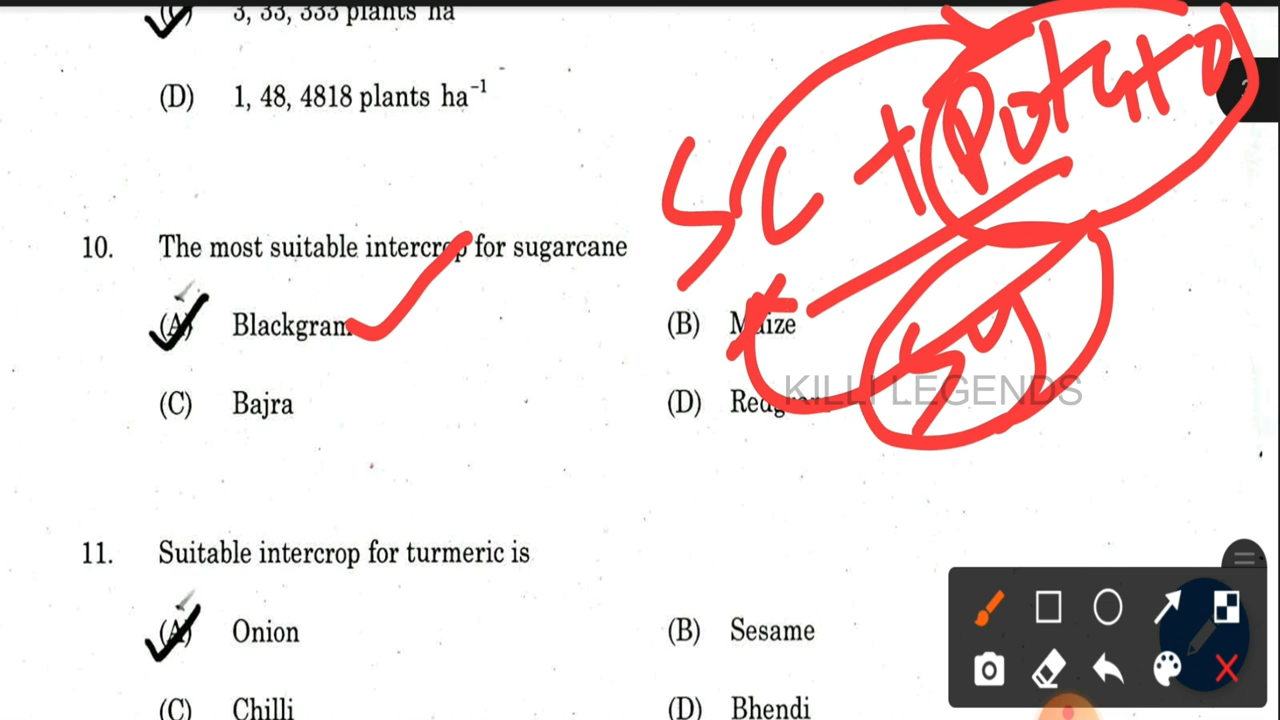 3, 33, 333 plants ha
(D) 1, 48, 4818 plants ha⁻¹
SC + Potato
10. The most suitable intercrop for sugarcane
(A) Blackgram (B) Maize
(C) Bajra (D) Redgram
KILLI LEGENDS
11. Suitable intercrop for turmeric is
(A) Onion (B) Sesame
(C) Chilli (D) Bhendi